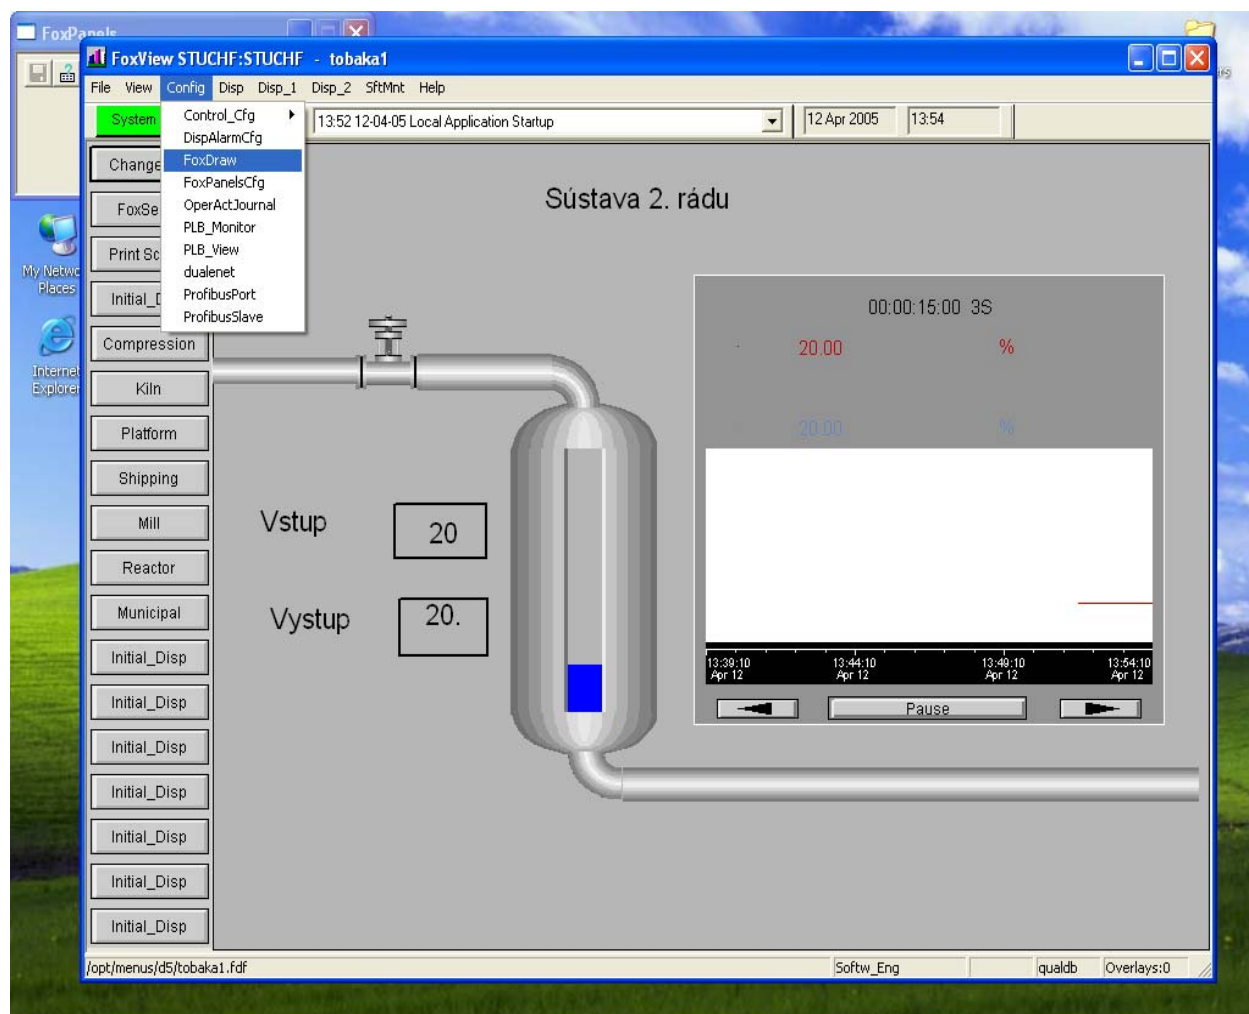 FoxPanels
FoxView STUCHF:STUCHF - tobaka1
File View Config Disp Disp_1 Disp_2 SftMnt Help
System
13:52 12-04-05 Local Application Startup
12 Apr 2005
13:54
Control_Cfg
DispAlarmCfg
FoxDraw
FoxPanelsCfg
OperActJournal
PLB_Monitor
PLB_View
dualenet
ProfibusPort
ProfibusSlave
Change
FoxSe
Print Sc
Initial_D
Compression
Kiln
Platform
Shipping
Mill
Reactor
Municipal
Initial_Disp
Initial_Disp
Initial_Disp
Initial_Disp
Initial_Disp
Initial_Disp
Initial_Disp
My Netwo
Places
Internet
Explorer
Sústava 2. rádu
00:00:15:00 3S
20.00 %
20.00 %
Vstup
20
Vystup
20.
13:39:10 13:44:10 13:49:10 13:54:10
Apr 12 Apr 12 Apr 12 Apr 12
Pause
/opt/menus/d5/tobaka1.fdf
Softw_Eng
qualdb
Overlays:0